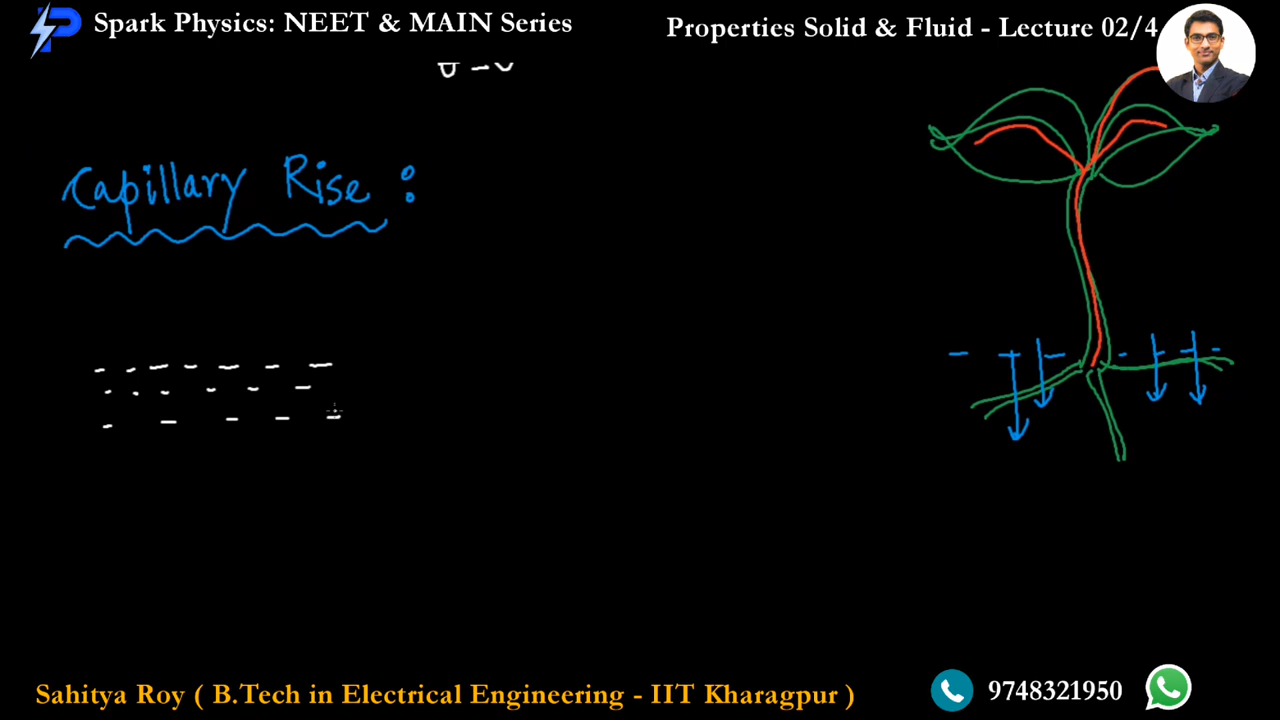 Spark Physics: NEET & MAIN Series
Properties Solid & Fluid - Lecture 02/4
Capillary Rise :
Sahitya Roy ( B.Tech in Electrical Engineering - IIT Kharagpur )
9748321950